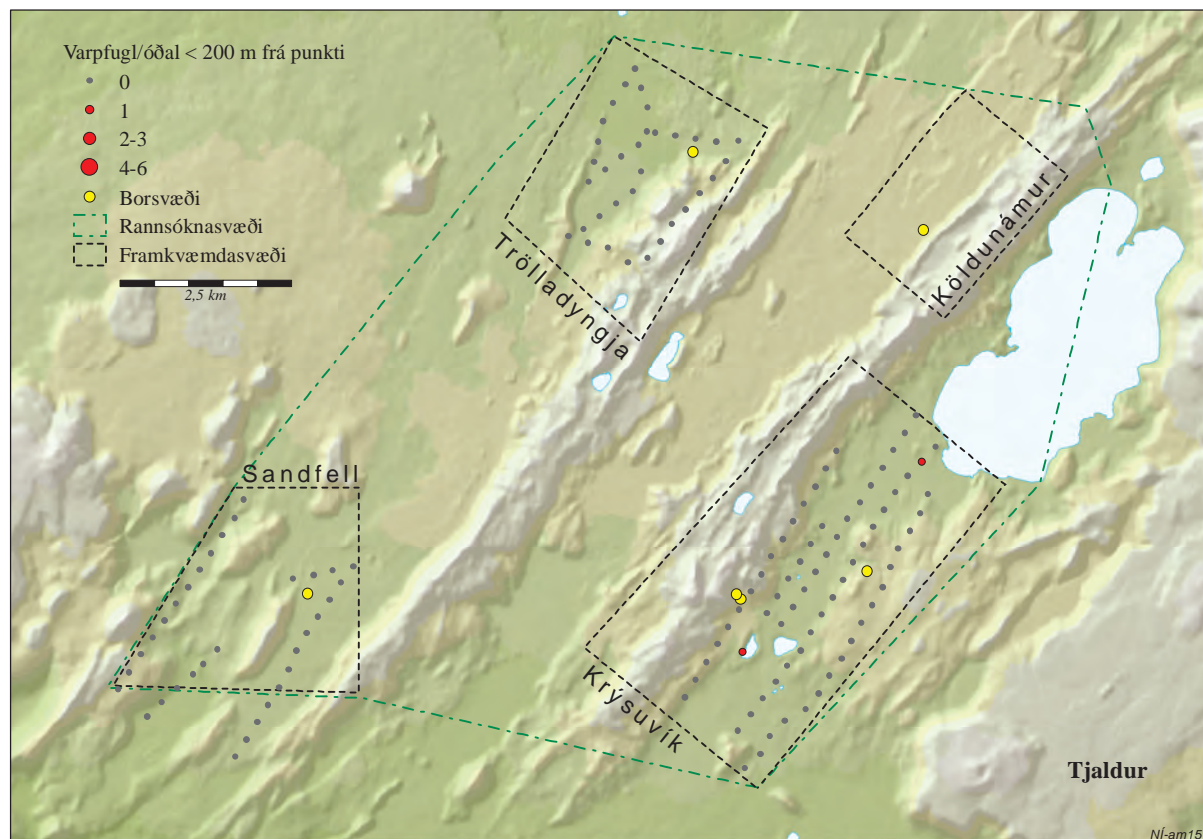 Varpfugl/óðal < 200 m frá punkti
0
1
2-3
4-6
Borsvæði
Rannsóknasvæði
Framkvæmdasvæði
2,5 km
Trölladyngja
Köldunámur
Sandfell
Krýsuvík
Tjaldur
NÍ-am15